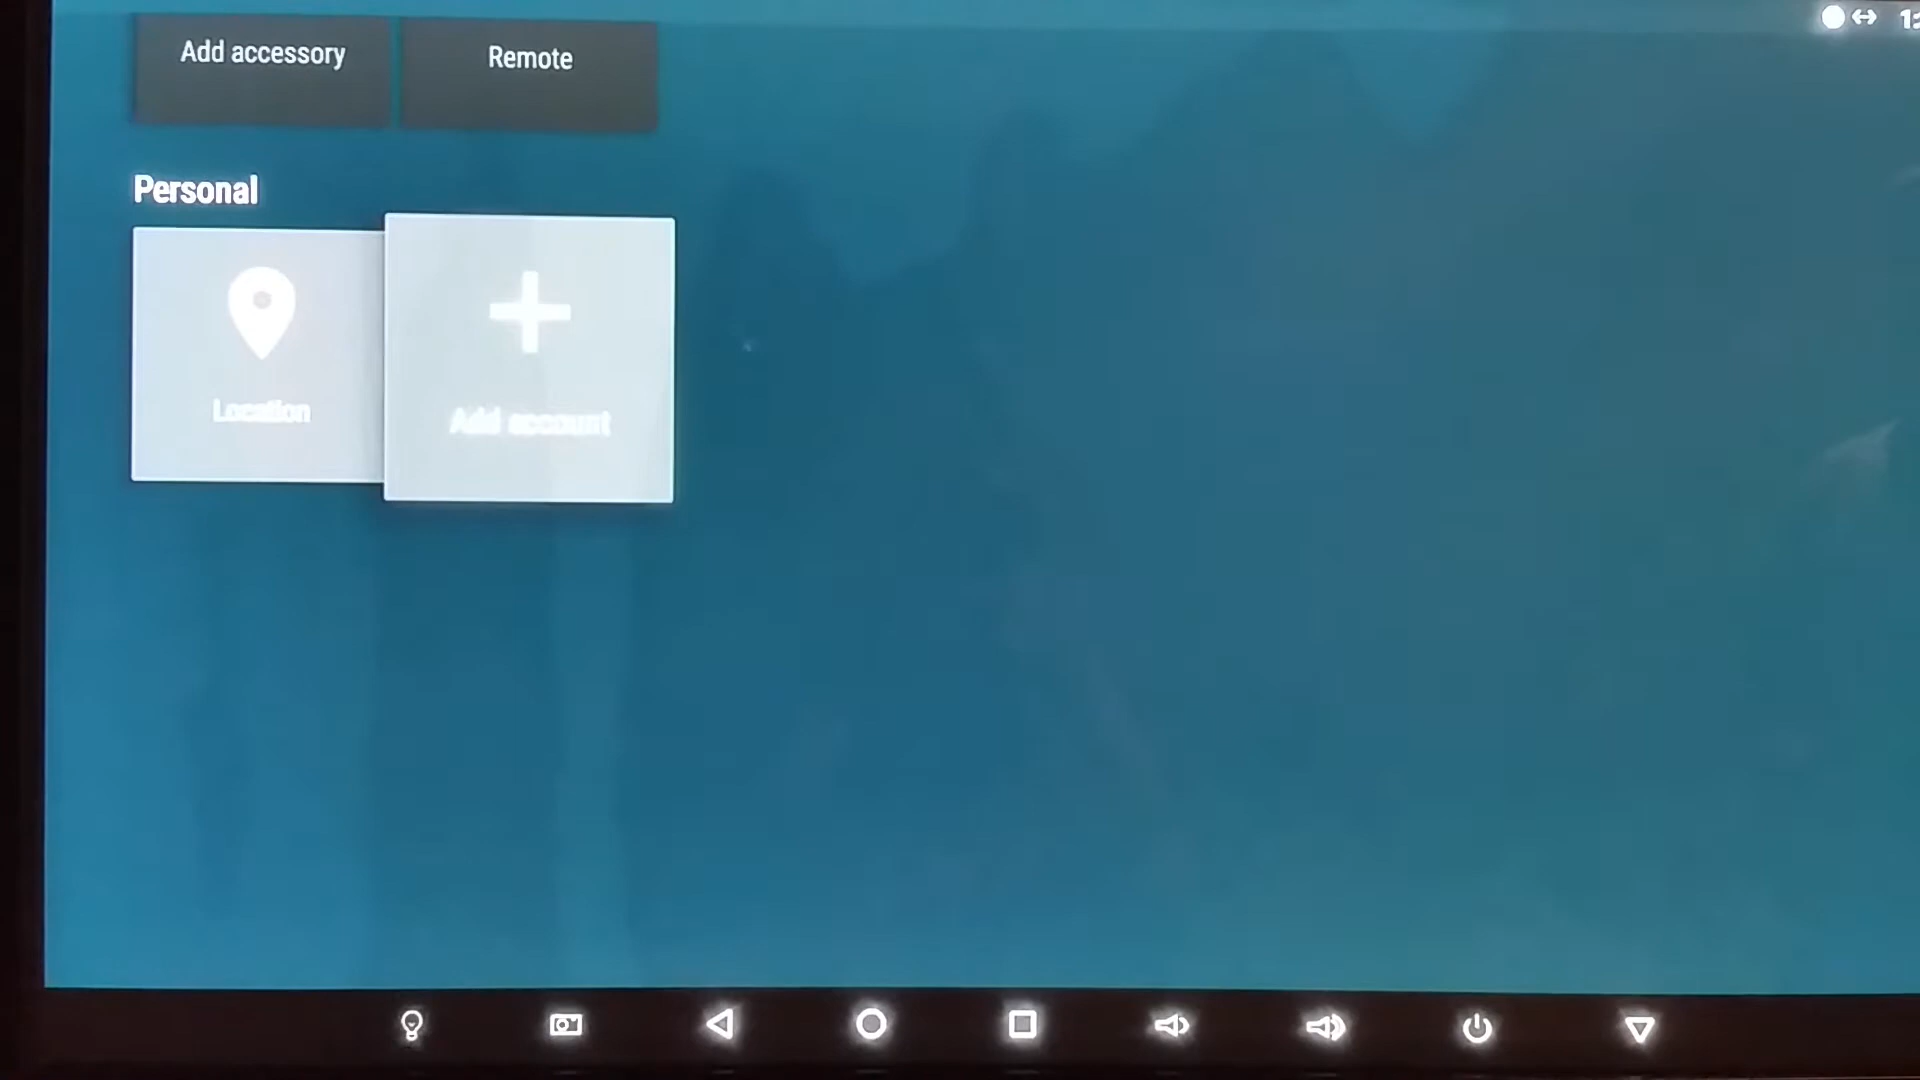 Add accessory
Remote
Personal
Location
Add account